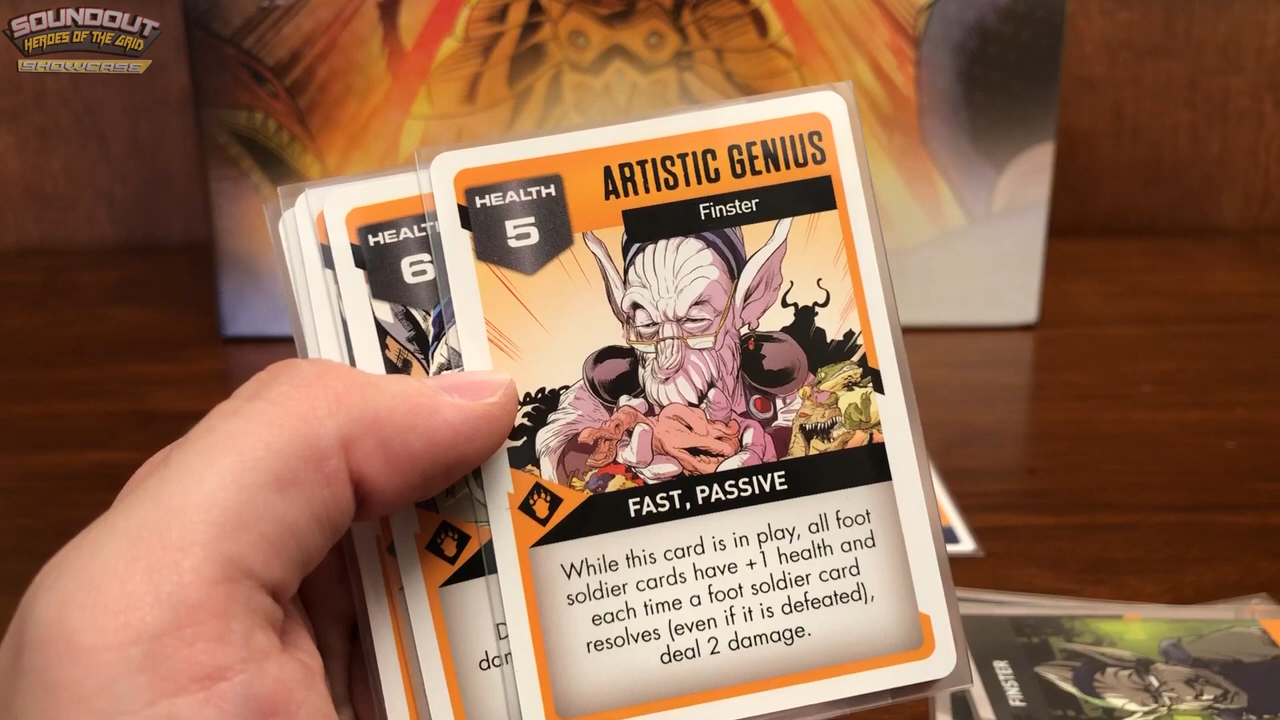 SOUNDOUT
HEROES OF THE GRID
SHOWCASE
ARTISTIC GENIUS
Finster
HEALTH
5
HEALT
6
FAST, PASSIVE
While this card is in play, all foot
soldier cards have +1 health and
each time a foot soldier card
resolves (even if it is defeated),
deal 2 damage.
D
dar
FINSTER